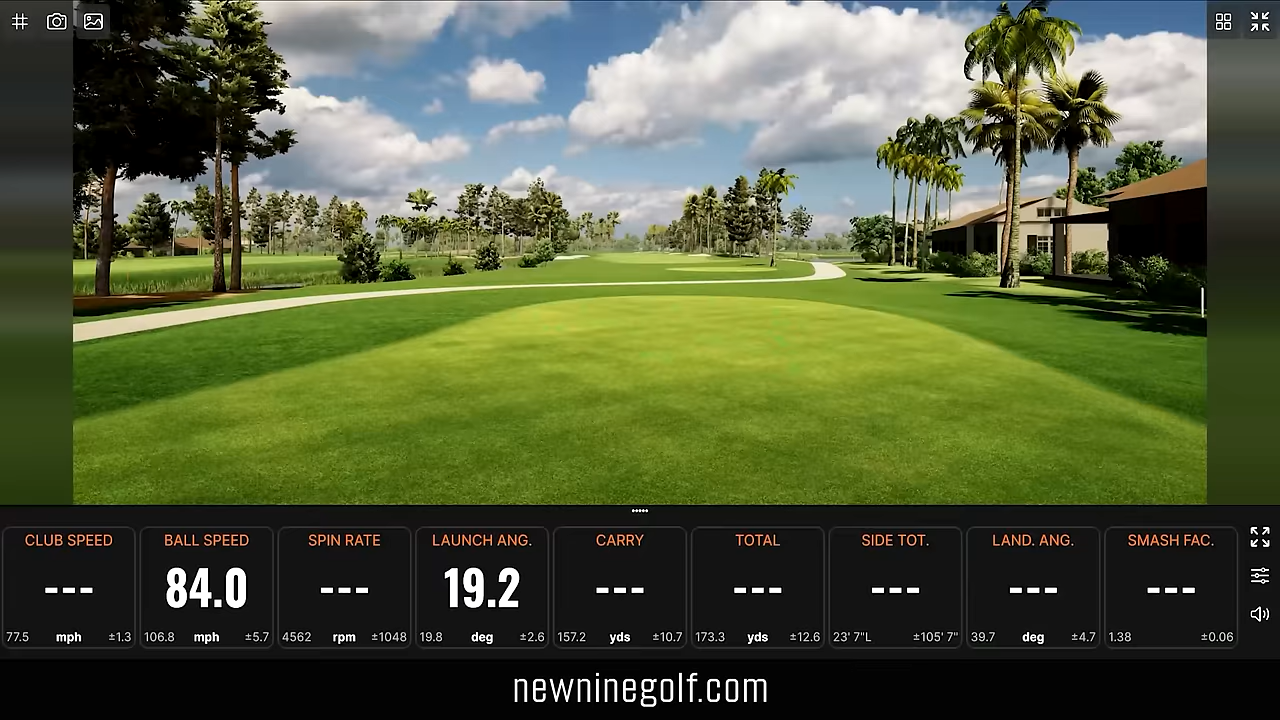 CLUB SPEED
---
77.5 mph ±1.3
BALL SPEED
84.0
106.8 mph ±5.7
SPIN RATE
---
4562 rpm ±1048
LAUNCH ANG.
19.2
19.8 deg ±2.6
CARRY
---
157.2 yds ±10.7
TOTAL
---
173.3 yds ±12.6
SIDE TOT.
---
23' 7"L ±105' 7"
LAND. ANG.
---
39.7 deg ±4.7
SMASH FAC.
---
1.38 ±0.06
newninegolf.com